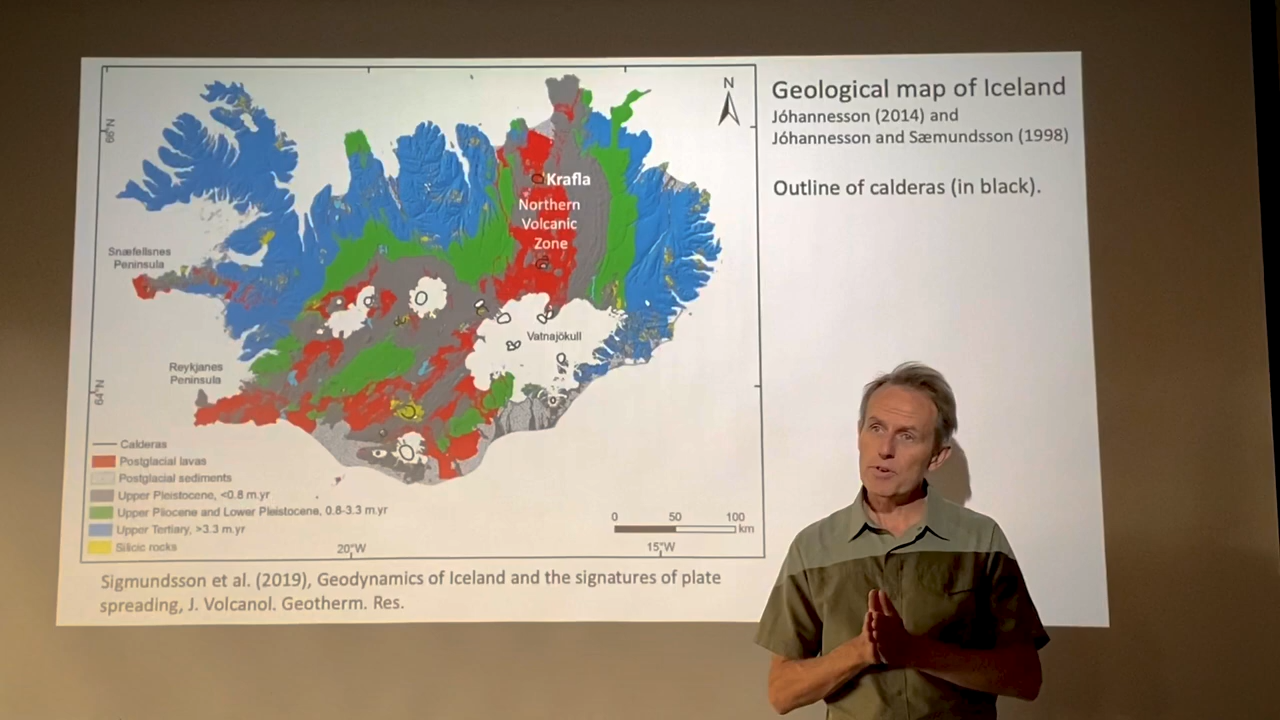 Geological map of Iceland
Jóhannesson (2014) and
Jóhannesson and Sæmundsson (1998)
Outline of calderas (in black).
N
66°N
Krafla
Northern
Volcanic
Zone
Snæfellsnes
Peninsula
Vatnajökull
Reykjanes
Peninsula
64°N
Calderas
Postglacial lavas
Postglacial sediments
Upper Pleistocene, <0.8 m.yr
Upper Pliocene and Lower Pleistocene, 0.8-3.3 m.yr
Upper Tertiary, >3.3 m.yr
Silicic rocks
0 50 100
km
20°W 15°W
Sigmundsson et al. (2019), Geodynamics of Iceland and the signatures of plate
spreading, J. Volcanol. Geotherm. Res.